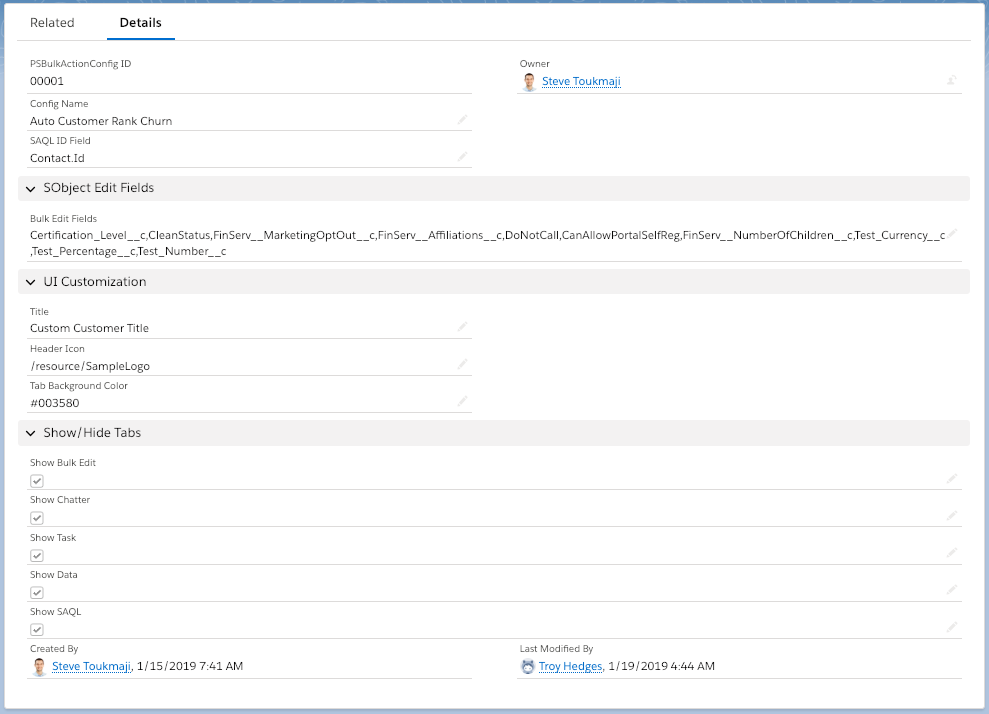 Related Details
PSBulkActionConfig ID
00001
Owner
Steve Toukmaji
Config Name
Auto Customer Rank Churn
SAQL ID Field
Contact.Id
SObject Edit Fields
Bulk Edit Fields
Certification_Level__c,CleanStatus,FinServ__MarketingOptOut__c,FinServ__Affiliations__c,DoNotCall,CanAllowPortalSelfReg,FinServ__NumberOfChildren__c,Test_Currency__c
,Test_Percentage__c,Test_Number__c
UI Customization
Title
Custom Customer Title
Header Icon
/resource/SampleLogo
Tab Background Color
#003580
Show/Hide Tabs
Show Bulk Edit
Show Chatter
Show Task
Show Data
Show SAQL
Created By
Steve Toukmaji, 1/15/2019 7:41 AM
Last Modified By
Troy Hedges, 1/19/2019 4:44 AM